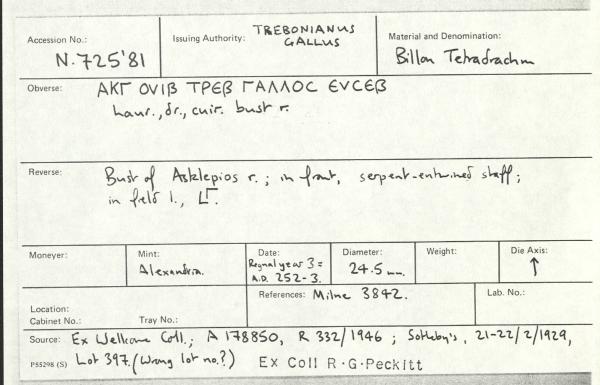 Accession No.: N.725'81
Issuing Authority: TREBONIANUS
GALLUS
Material and Denomination:
Billon Tetradrachm
Obverse: ΑΚΓ ΟVΙΒ ΤΡΕΒ ΓΑΛΛΟС ЄVСЄΒ
laur., dr., cuir. bust r.
Reverse: Bust of Asklepios r.; in front, serpent-entwined staff;
in field l., LΓ.
Moneyer:
Mint:
Alexandria.
Date:
Regnal year 3 =
A.D. 252-3.
Diameter:
24.5 mm.
Weight:
Die Axis:
↑
Location:
Cabinet No.: Tray No.:
References: Milne 3842.
Lab. No.:
Source: Ex Wellcome Coll.; A 178850, R 332/1946; Sotheby's, 21-22/2/1929,
P55298 (S) Lot 397. (Wrong lot no.?) Ex Coll R.G.Peckitt